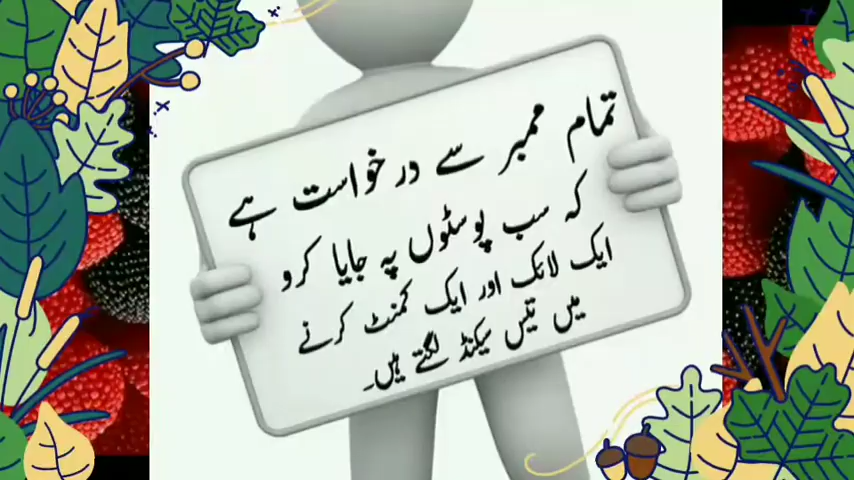 تمام ممبر سے درخواست ہے
کہ سب پوسٹوں پہ جایا کرو
ایک لائک اور ایک کمنٹ کرنے
میں تیس سیکنڈ لگتے ہیں۔